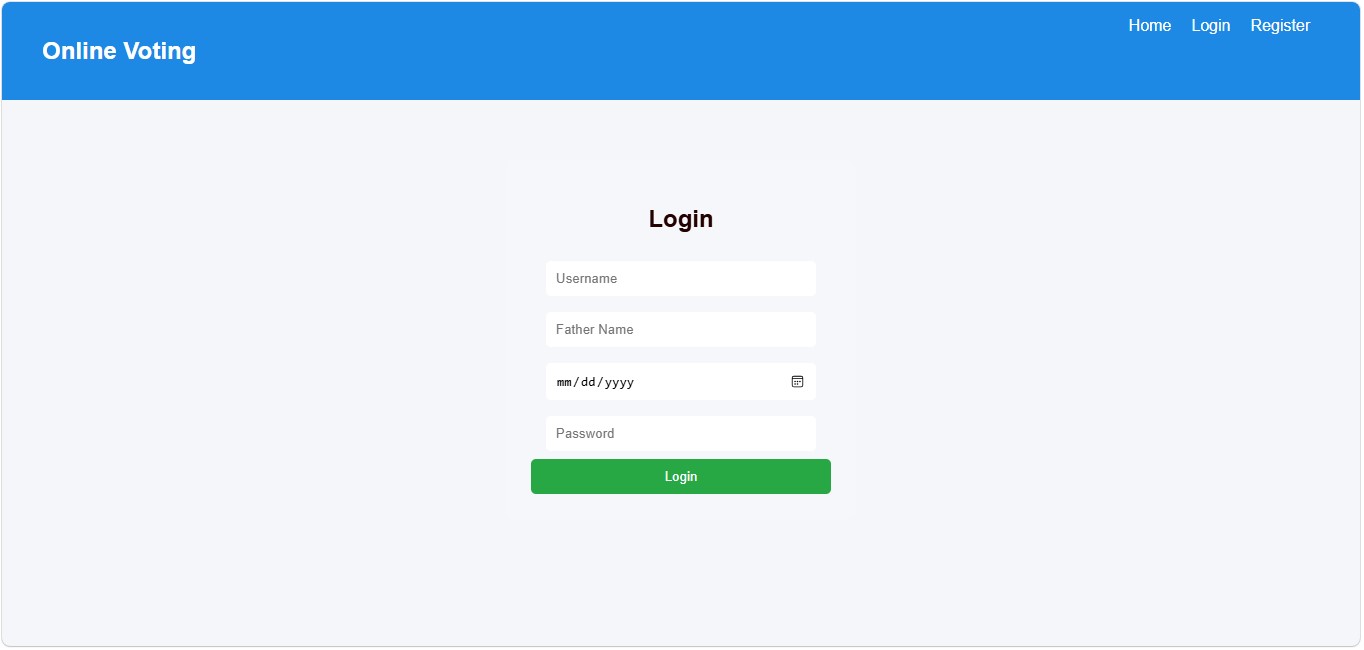 Home Login Register
Online Voting
Login
Username
Father Name
mm/dd/yyyy
Password
Login